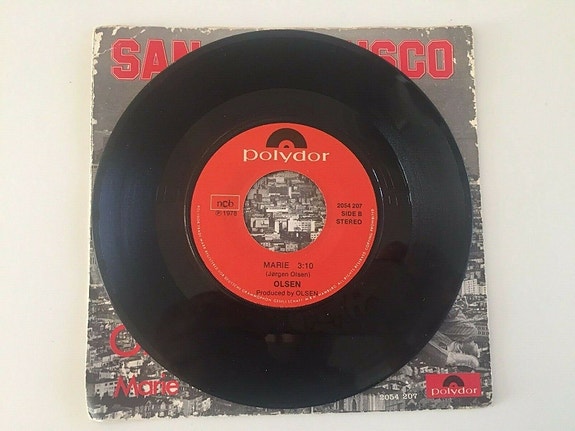 SAN
ISCO
polydor
ncb
℗ 1978
2054 207
SIDE B
STEREO
MARIE 3:10
(Jørgen Olsen)
OLSEN
Produced by OLSEN
Marie
2054 207
polydor